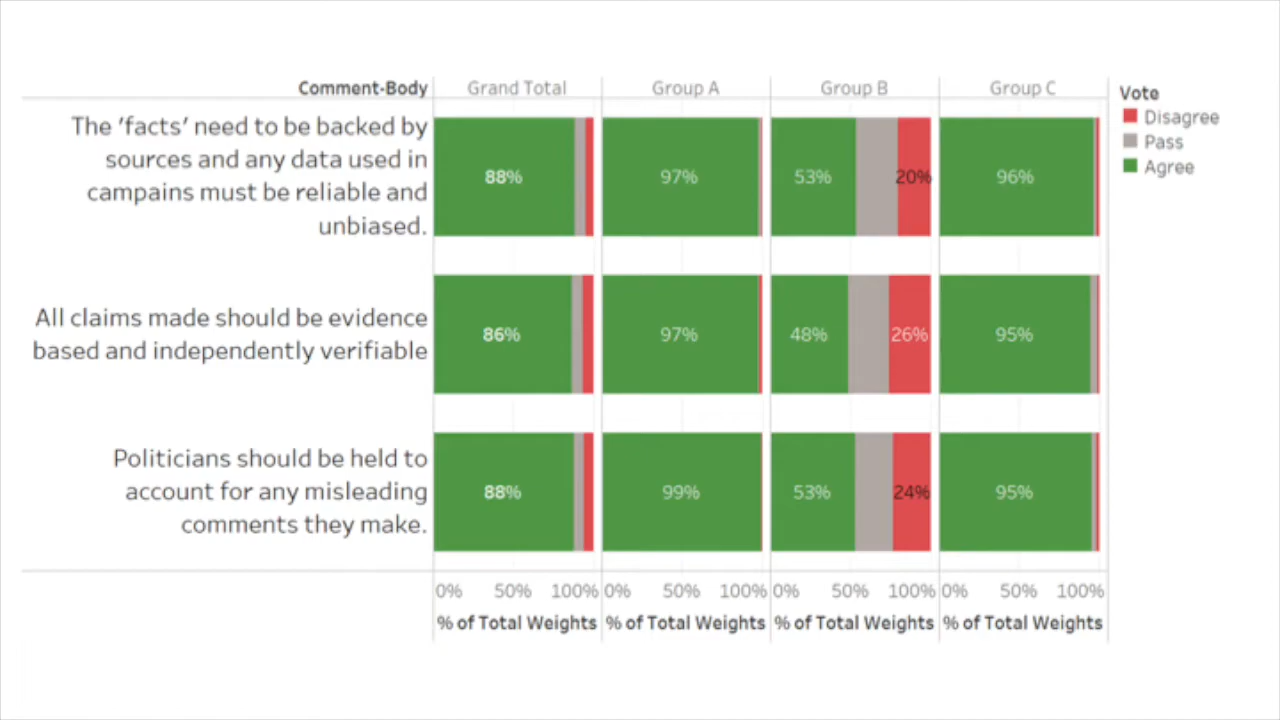 Comment-Body Grand Total Group A Group B Group C
Vote
Disagree
Pass
Agree
The 'facts' need to be backed by
sources and any data used in
campains must be reliable and
unbiased.
88% 97% 53% 20% 96%
All claims made should be evidence
based and independently verifiable
86% 97% 48% 26% 95%
Politicians should be held to
account for any misleading
comments they make.
88% 99% 53% 24% 95%
0% 50% 100% 0% 50% 100% 0% 50% 100% 0% 50% 100%
% of Total Weights % of Total Weights % of Total Weights % of Total Weights